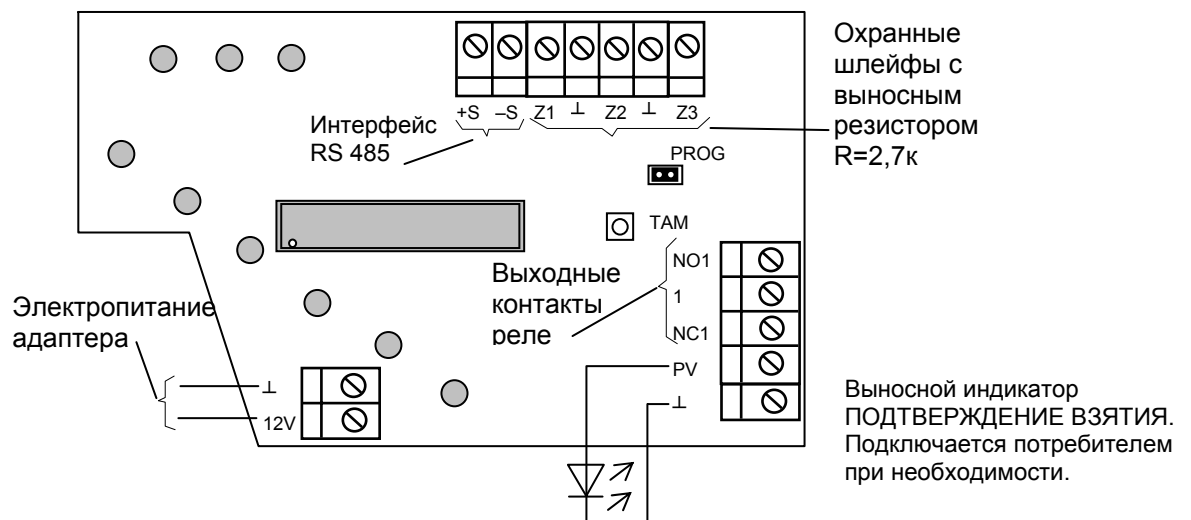 Охранные
шлейфы с
выносным
резистором
R=2,7к
+S –S Z1 ⊥ Z2 ⊥ Z3
Интерфейс
RS 485
PROG
TAM
Выходные
контакты
реле
NO1
1
NC1
PV
⊥
Электропитание
адаптера
⊥
12V
Выносной индикатор
ПОДТВЕРЖДЕНИЕ ВЗЯТИЯ.
Подключается потребителем
при необходимости.